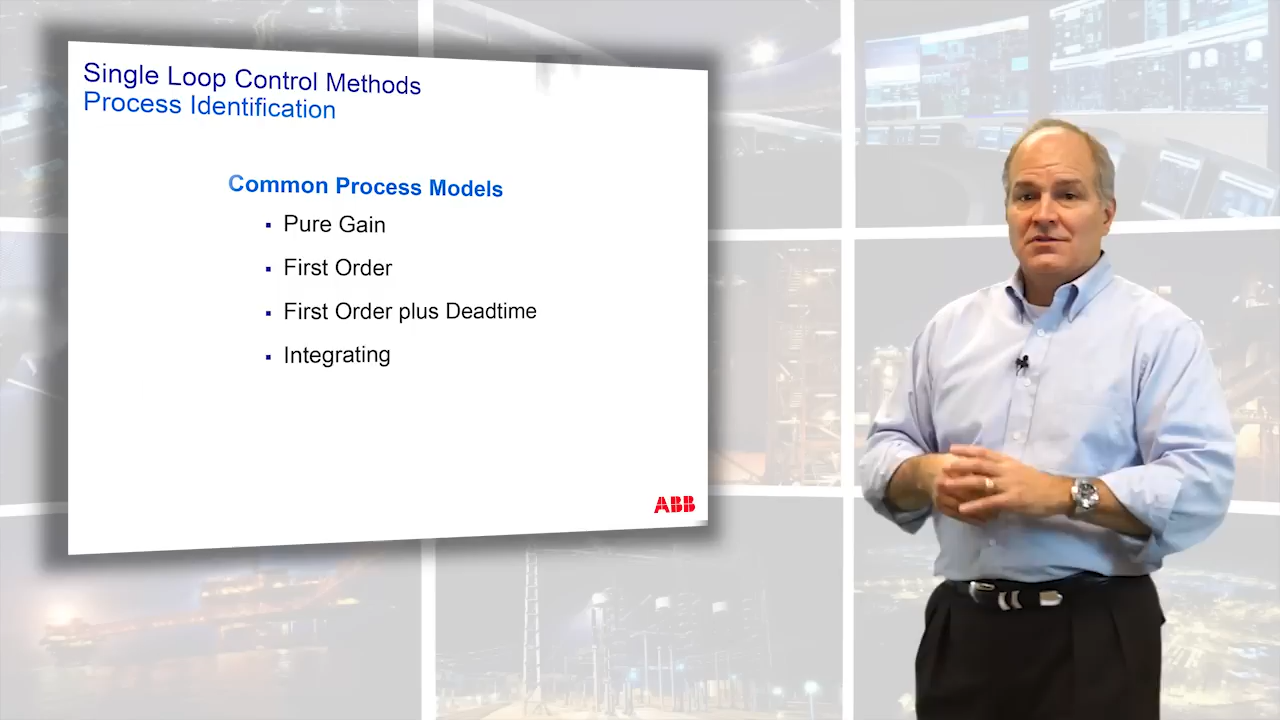 Single Loop Control Methods
Process Identification
Common Process Models
▪ Pure Gain
▪ First Order
▪ First Order plus Deadtime
▪ Integrating
ABB